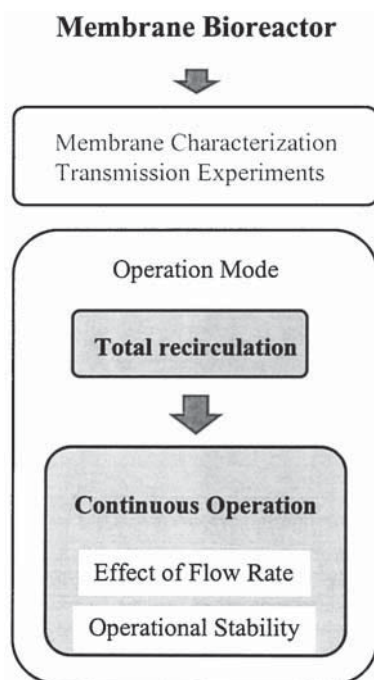 Membrane Bioreactor
Membrane Characterization
Transmission Experiments
Operation Mode
Total recirculation
Continuous Operation
Effect of Flow Rate
Operational Stability